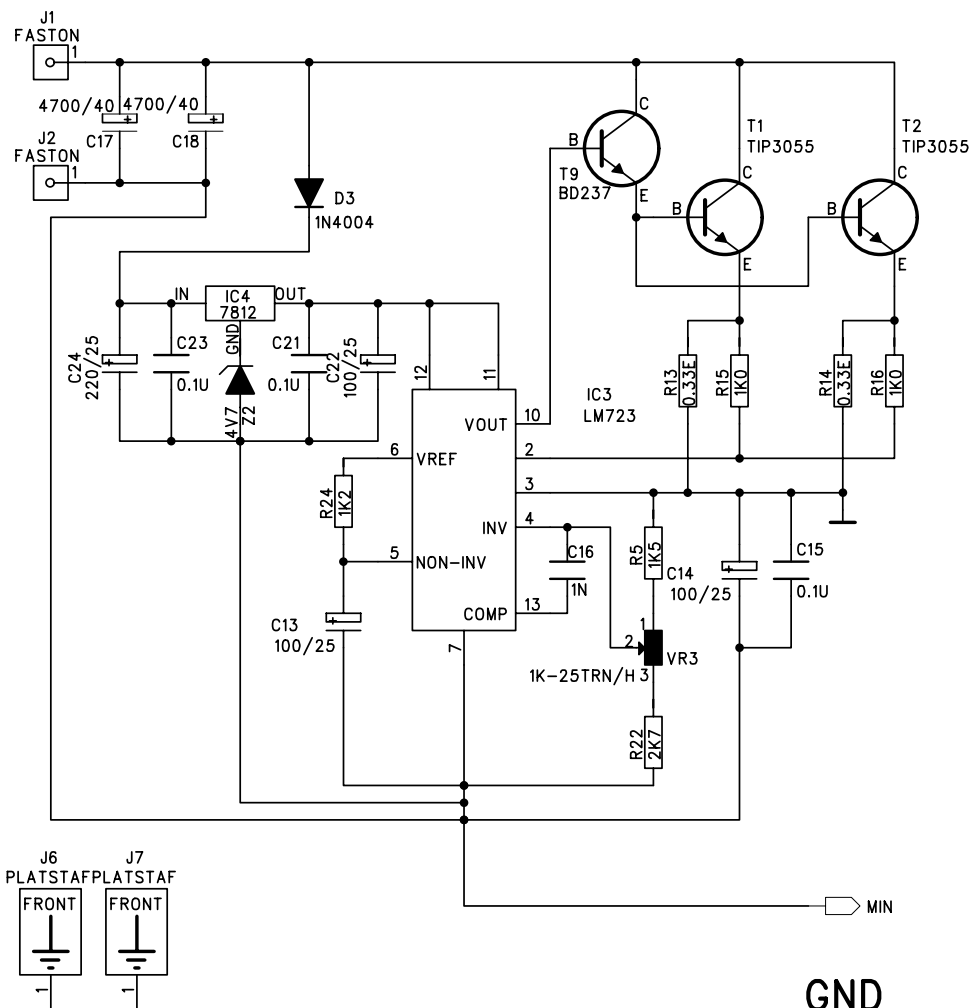 J1
FASTON
1
4700/40 4700/40
C17 C18
J2
FASTON
1
D3
1N4004
C
B
T9
BD237
E
T1
TIP3055
C
B
E
T2
TIP3055
C
B
E
IN IC4 OUT
7812
GND
C24
220/25
C23
0.1U
4V7
Z2
C21
0.1U
C22
100/25
12
11
R13
0.33E
R15
1K0
R14
0.33E
R16
1K0
IC3
LM723
VOUT 10
2
6 VREF
3
R24
1K2
INV 4
5 NON-INV
C16
1N
COMP 13
7
C13
100/25
R5
1K5
C14
100/25
C15
0.1U
1
2
VR3
1K-25TRN/H 3
R22
2K7
J6 J7
PLATSTAF PLATSTAF
FRONT FRONT
1 1
MIN
GND